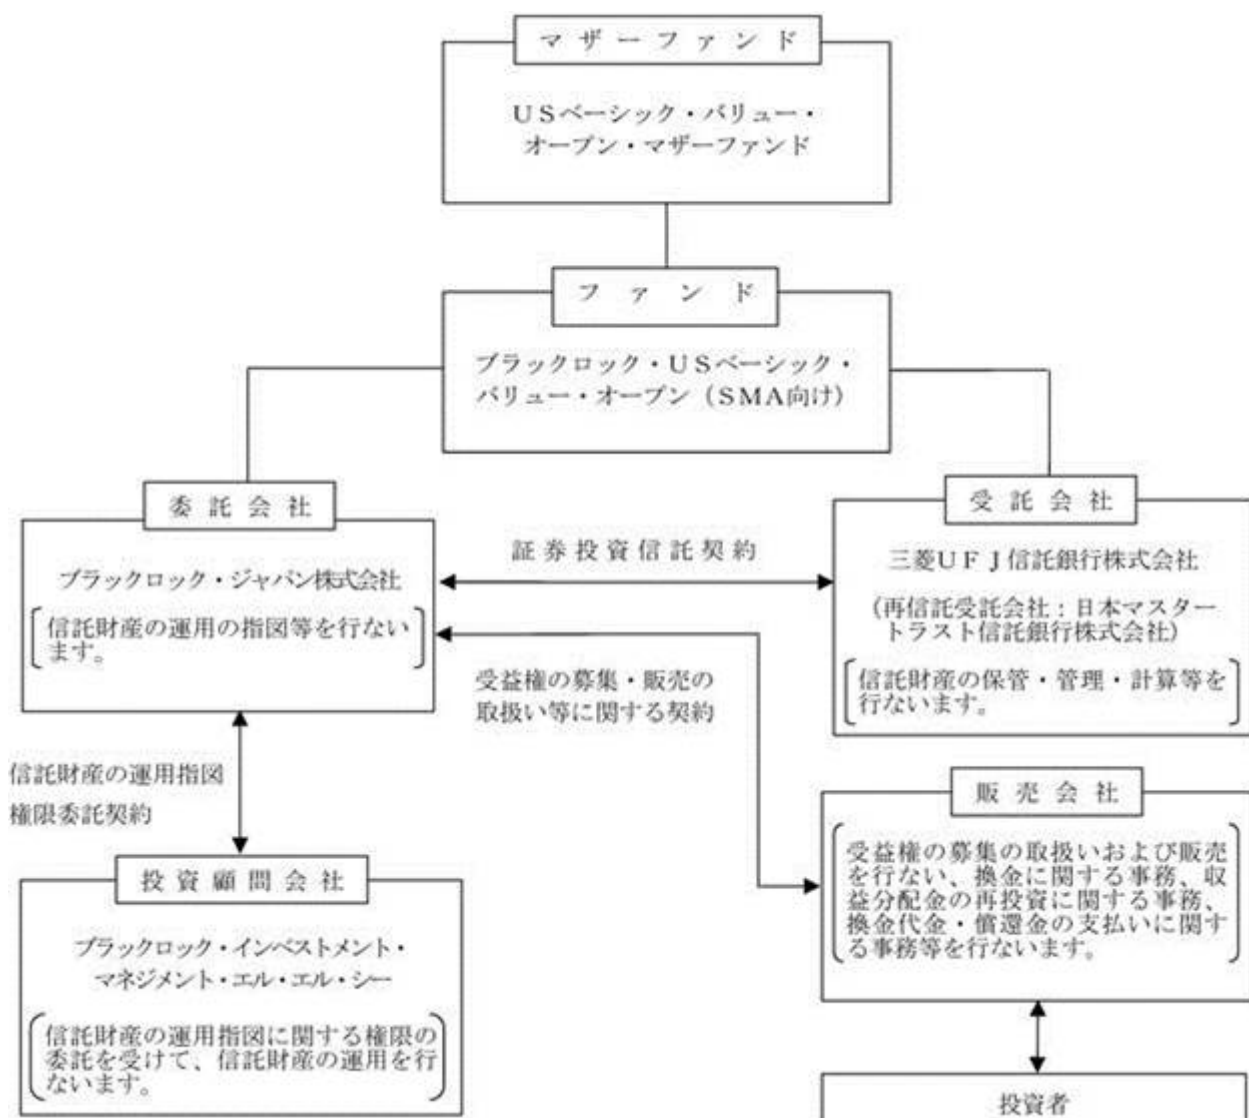 マザーファンド
USベーシック・バリュー・
オープン・マザーファンド
ファンド
ブラックロック・USベーシック・
バリュー・オープン(SMA向け)
委託会社
ブラックロック・ジャパン株式会社
信託財産の運用の指図等を行ない
ます。
証券投資信託契約
受託会社
三菱UFJ信託銀行株式会社
(再信託受託会社:日本マスター
トラスト信託銀行株式会社)
信託財産の保管・管理・計算等を
行ないます。
受益権の募集・販売の
取扱い等に関する契約
信託財産の運用指図
権限委託契約
販売会社
受益権の募集の取扱いおよび販売
を行ない、換金に関する事務、収
益分配金の再投資に関する事務、
換金代金・償還金の支払いに関す
る事務等を行ないます。
投資顧問会社
ブラックロック・インベストメント・
マネジメント・エル・エル・シー
信託財産の運用指図に関する権限の
委託を受けて、信託財産の運用を行
ないます。
投資者